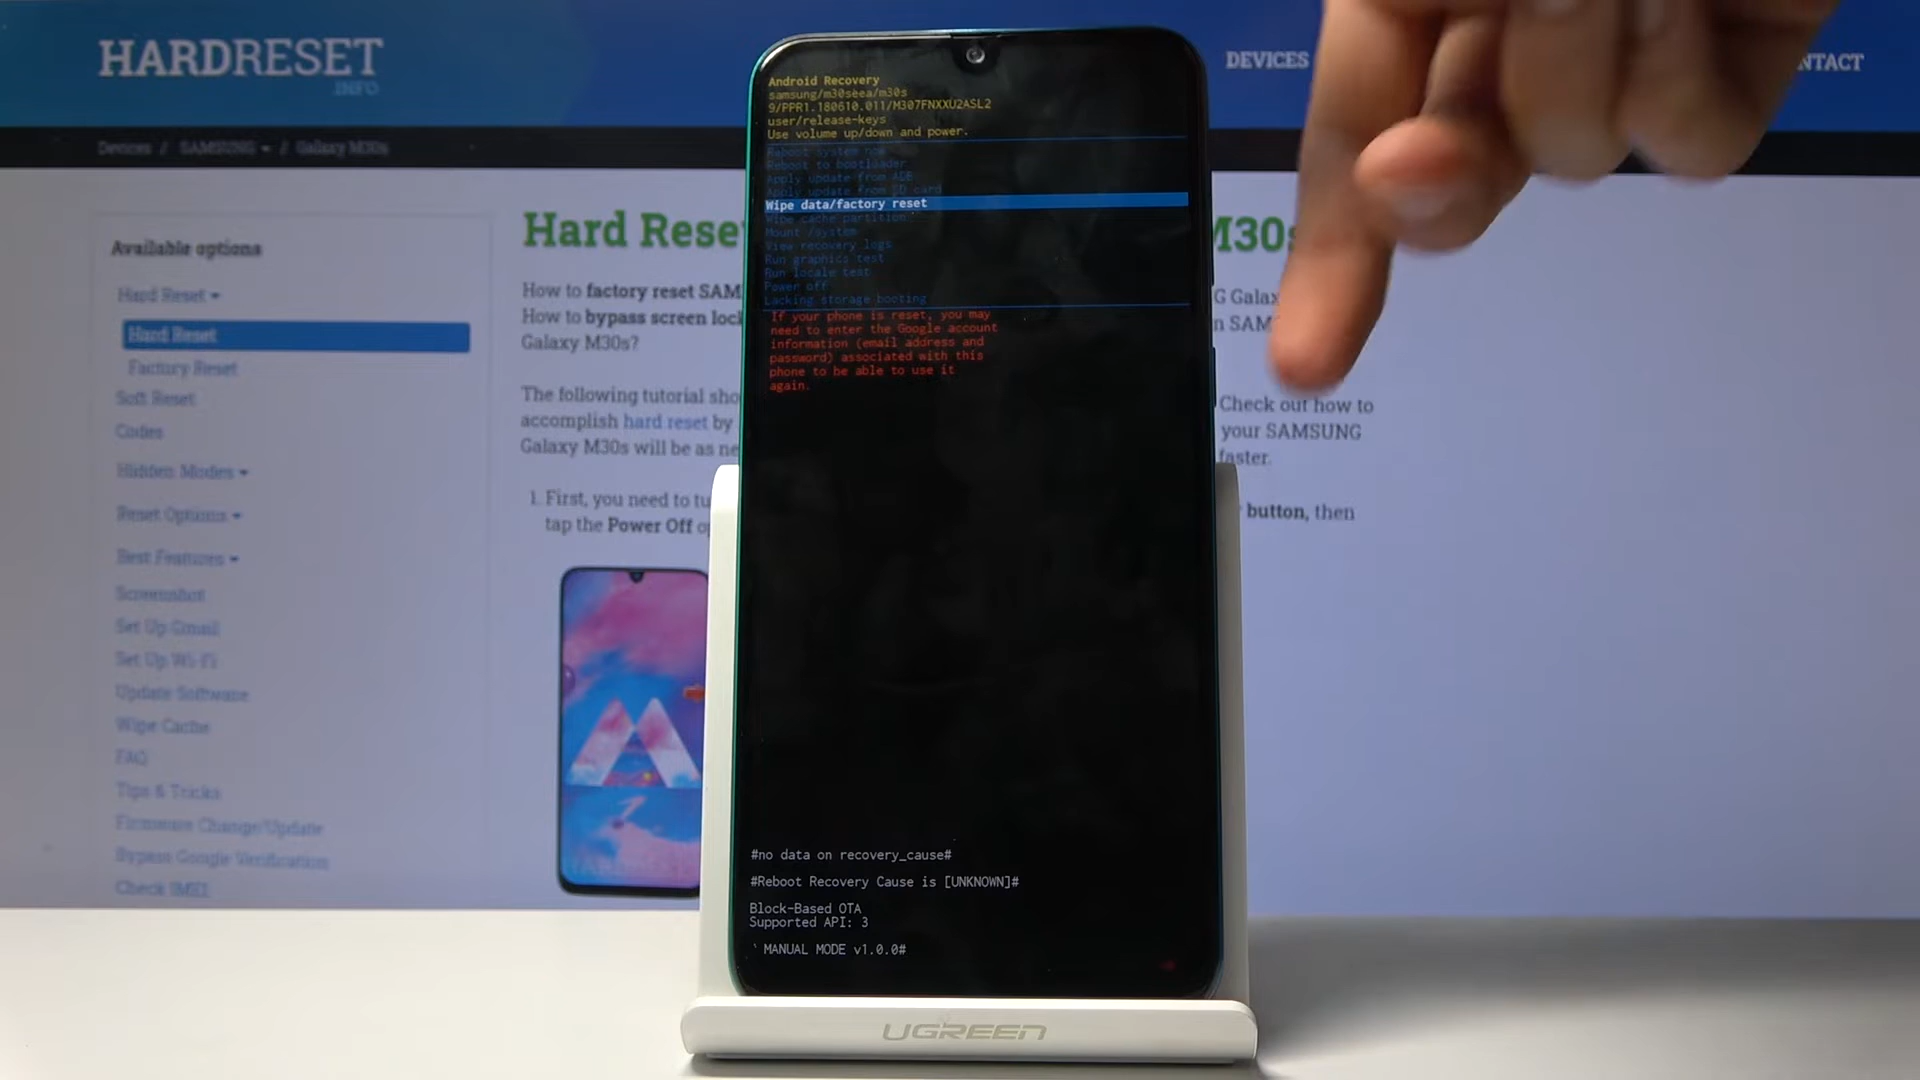 HARDRESET
.INFO
DEVICES
NTACT
Devices / SAMSUNG / Galaxy M30s
Available options
Hard Reset
Hard Reset
Factory Reset
Soft Reset
Codes
Hidden Modes
Reset Options
Best Features
Screenshot
Set Up Gmail
Set Up Wi-Fi
Update Software
Wipe Cache
FAQ
Tips & Tricks
Firmware Change/Update
Bypass Google Verification
Check IMEI
Hard Rese
M30s
How to factory reset SAM
G Galax
How to bypass screen loc
n SAM
Galaxy M30s?
The following tutorial sho
Check out how to
accomplish hard reset by
your SAMSUNG
Galaxy M30s will be as ne
faster.
1. First, you need to tu
button, then
tap the Power Off o
Android Recovery
samsung/m30seea/m30s
9/PPR1.180610.011/M307FNXXU2ASL2
user/release-keys
Use volume up/down and power.
Reboot system now
Reboot to bootloader
Apply update from ADB
Apply update from SD card
Wipe data/factory reset
Wipe cache partition
Mount /system
View recovery logs
Run graphics test
Run locale test
Power off
Lacking storage booting
If your phone is reset, you may
need to enter the Google account
information (email address and
password) associated with this
phone to be able to use it
again.
#no data on recovery_cause#
#Reboot Recovery Cause is [UNKNOWN]#
Block-Based OTA
Supported API: 3
` MANUAL MODE v1.0.0#
UGREEN